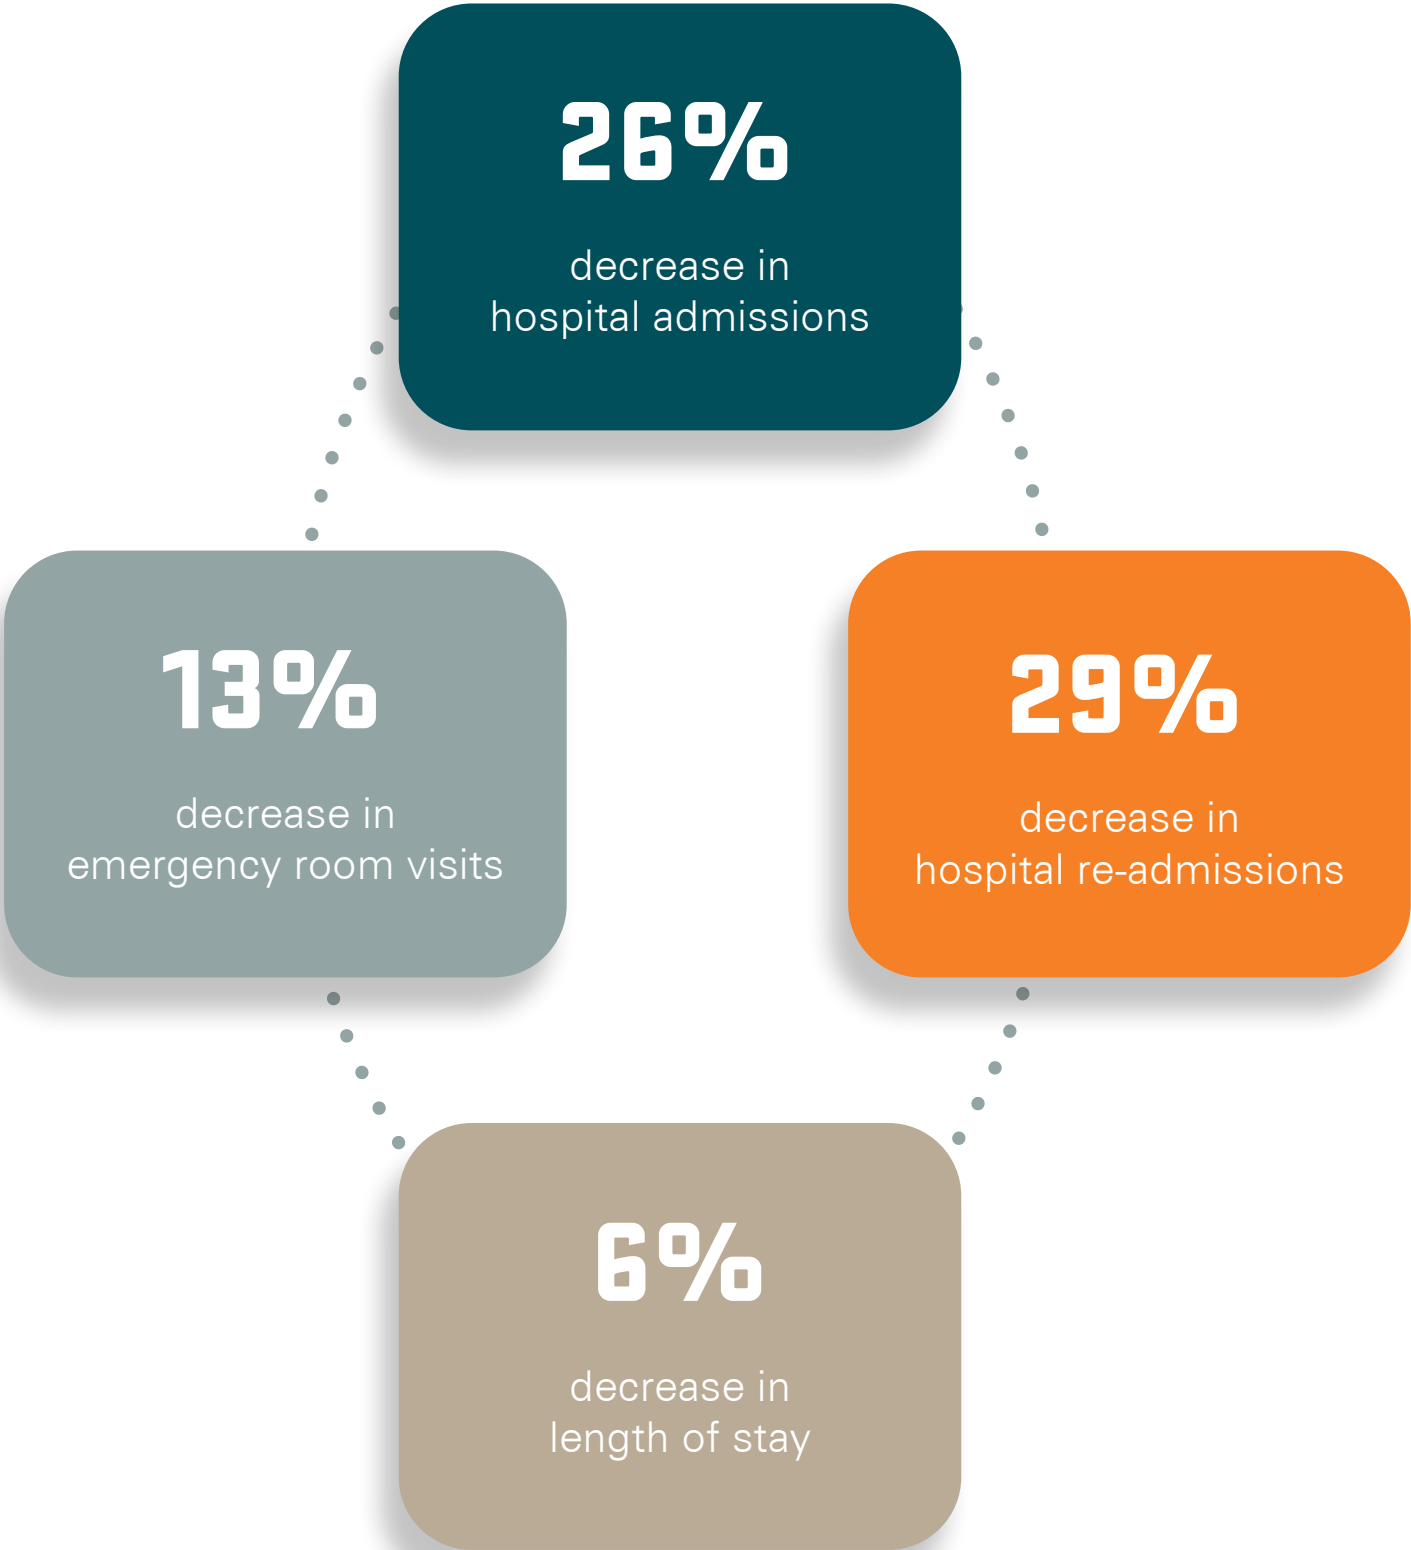 26%
decrease in
hospital admissions
13%
decrease in
emergency room visits
29%
decrease in
hospital re-admissions
6%
decrease in
length of stay